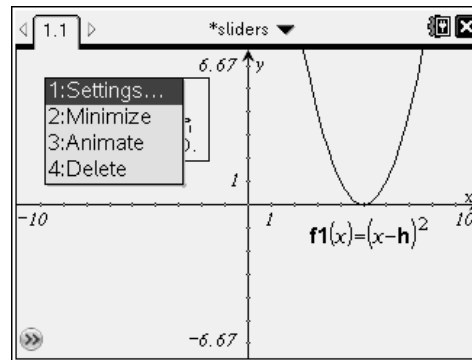 1.1 *sliders
6.67 y
1:Settings...
2:Minimize
3:Animate
4:Delete
1
x
-10 1 10
f1(x)=(x-h)²
-6.67